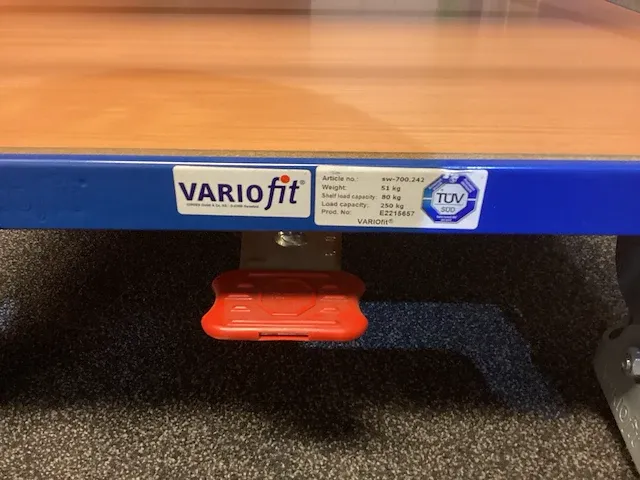 VARIOfit®
Article no.: sw-700.242
Weight: 51 kg
Shelf load capacity: 80 kg
Load capacity: 250 kg
Prod. No: E2215657
VARIOfit®
TÜV
SÜD